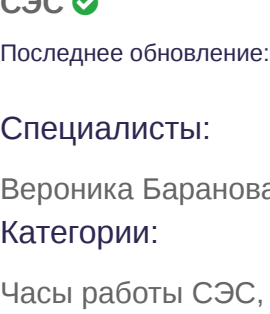 СЭС
Последнее обновление:
Специалисты:
Вероника Баранова
Категории:
Часы работы СЭС,